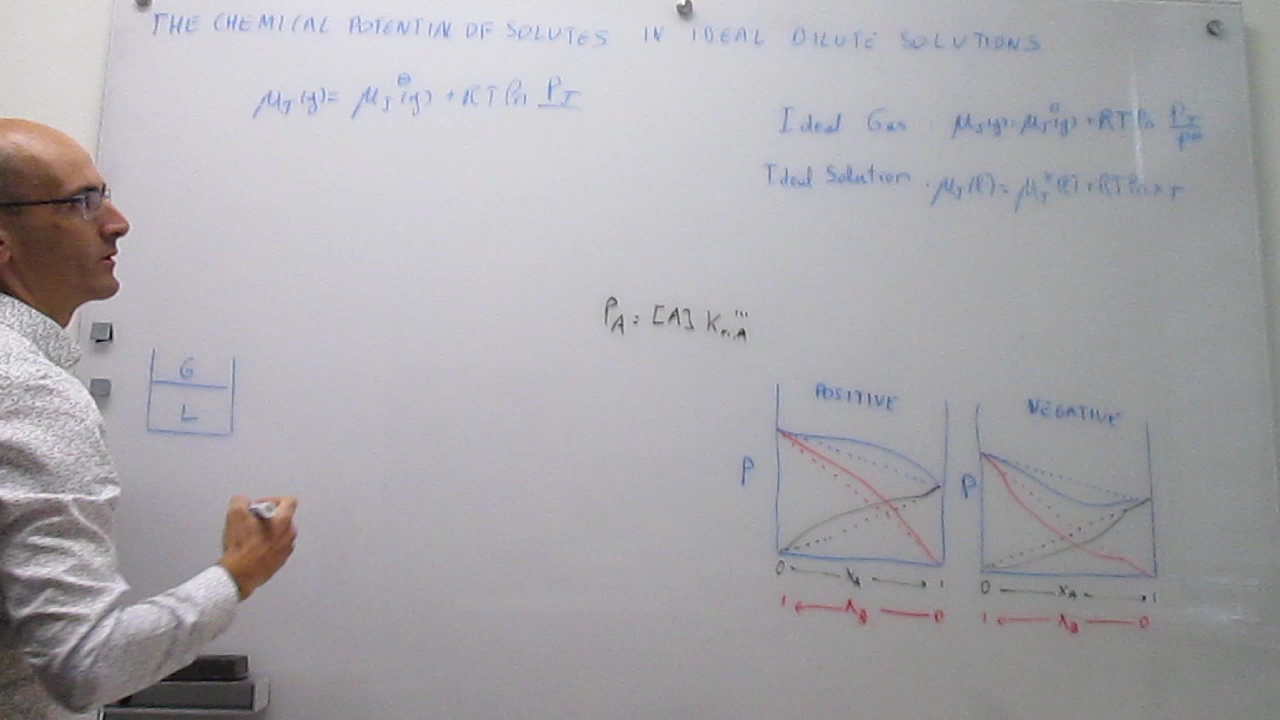 THE CHEMICAL POTENTIAL OF SOLUTES IN IDEAL DILUTE SOLUTIONS
μJ(g) = μJ⊖(g) + RT ln PJ
Ideal Gas . μJ(g) = μJ⊖(g) + RT ln PJ/P⊖
Ideal Solution . μJ(l) = μJ*(l) + RT ln xJ
PA = [A] K'''H,A
G
L
POSITIVE
NEGATIVE
P
P
0 xA 1
1 xB 0
0 xA 1
1 xB 0